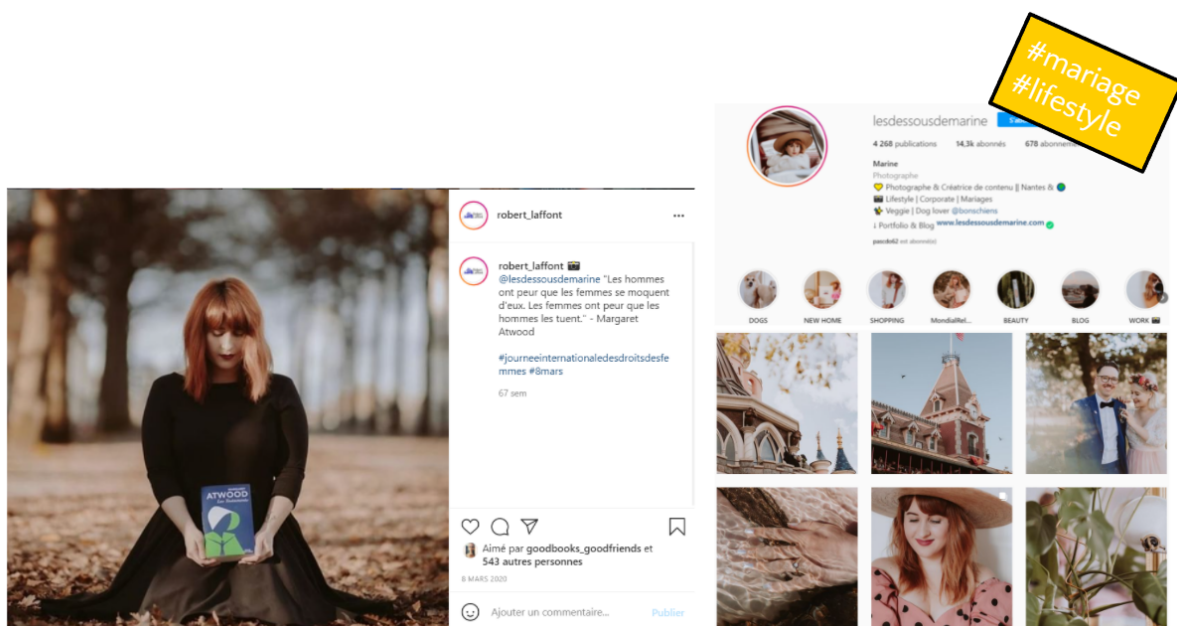 #mariage
#lifestyle
lesdessousdemarine
4 268 publications 14,3k abonnés 678
Marine
Photographe
Photographe & Créatrice de contenu || Nantes &
Lifestyle | Corporate | Mariages
Veggie | Dog lover @bonschiens
↓ Portfolio & Blog www.lesdessousdemarine.com
est abonné(e)
DOGS NEW HOME SHOPPING MondialRel... BEAUTY BLOG WORK
robert_laffont
robert_laffont
@lesdessousdemarine "Les hommes
ont peur que les femmes se moquent
d'eux. Les femmes ont peur que les
hommes les tuent." - Margaret
Atwood
#journeeinternationaledesdroitsdesfe
mmes #8mars
67 sem
Aimé par goodbooks_goodfriends et
543 autres personnes
8 MARS 2020
Ajouter un commentaire... Publier
ATWOOD